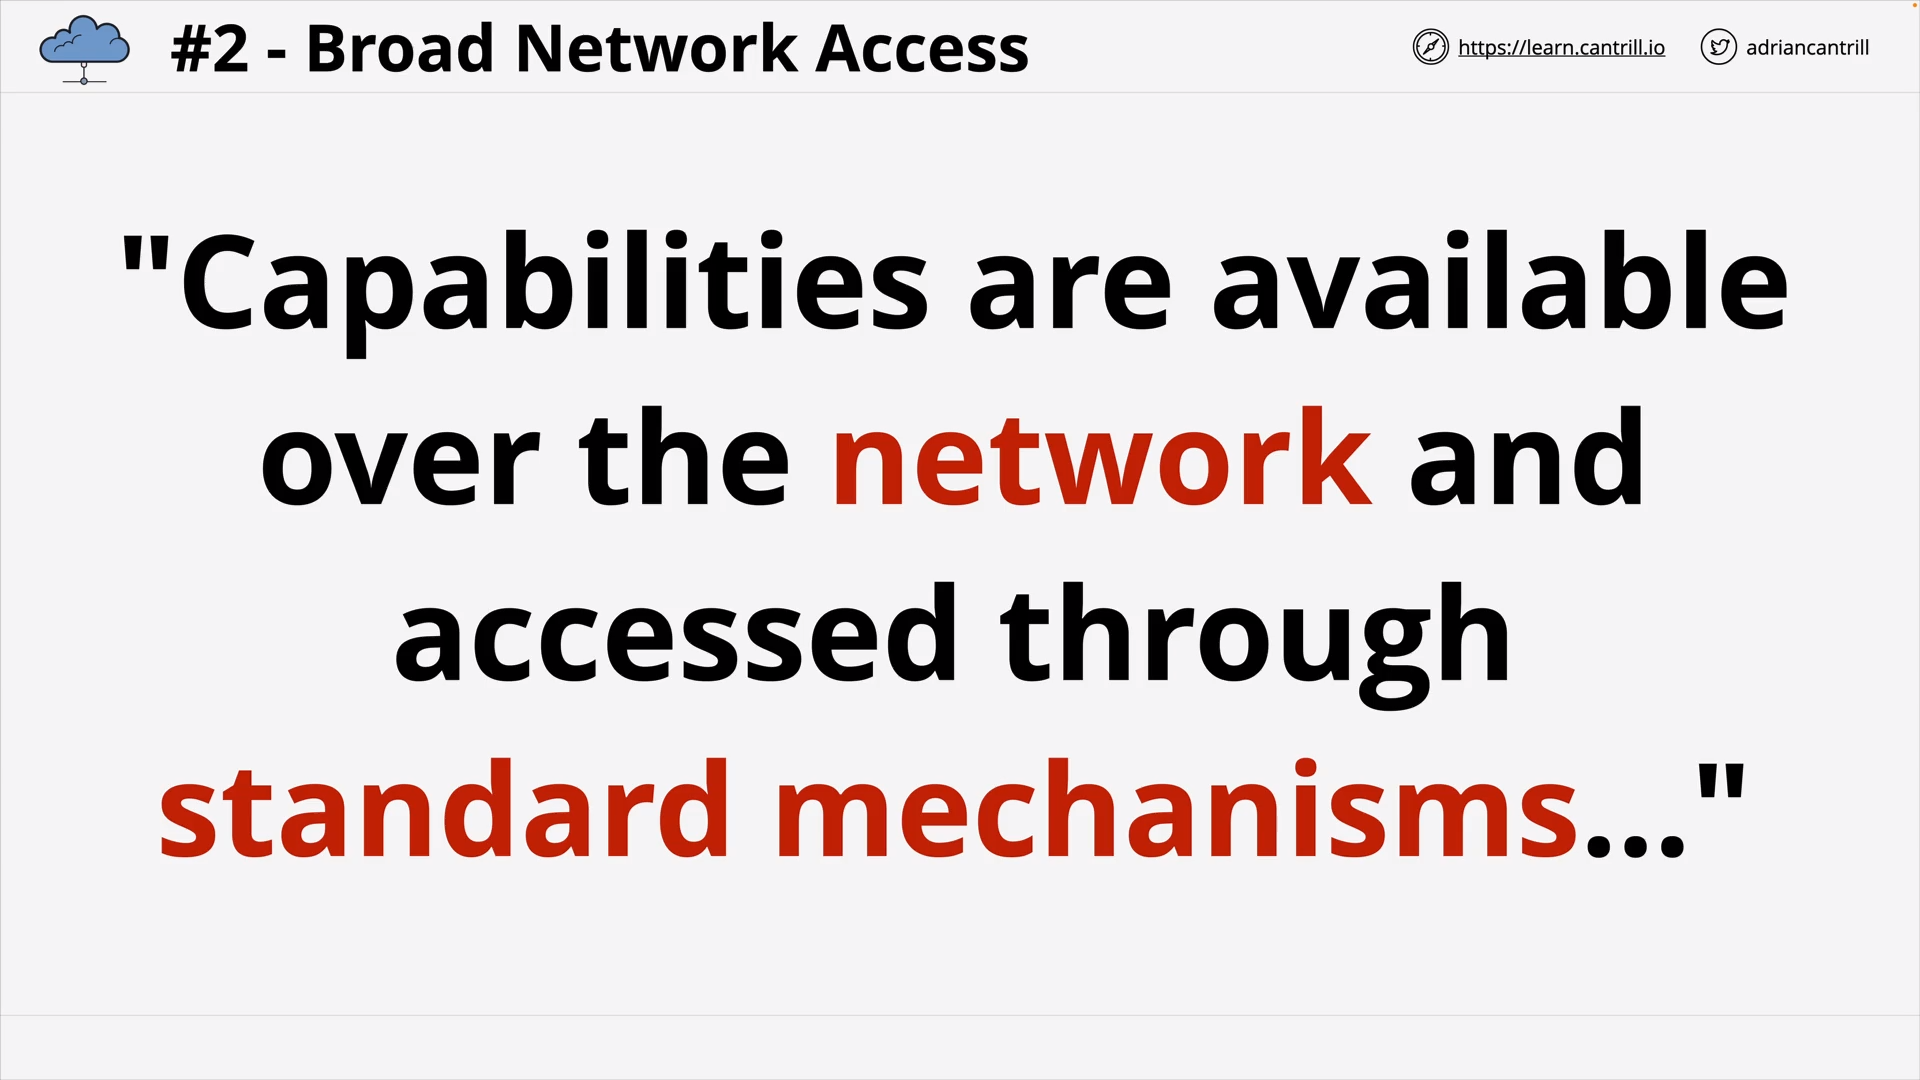 #2 - Broad Network Access
https://learn.cantrill.io
adriancantrill
"Capabilities are available
over the network and
accessed through
standard mechanisms..."